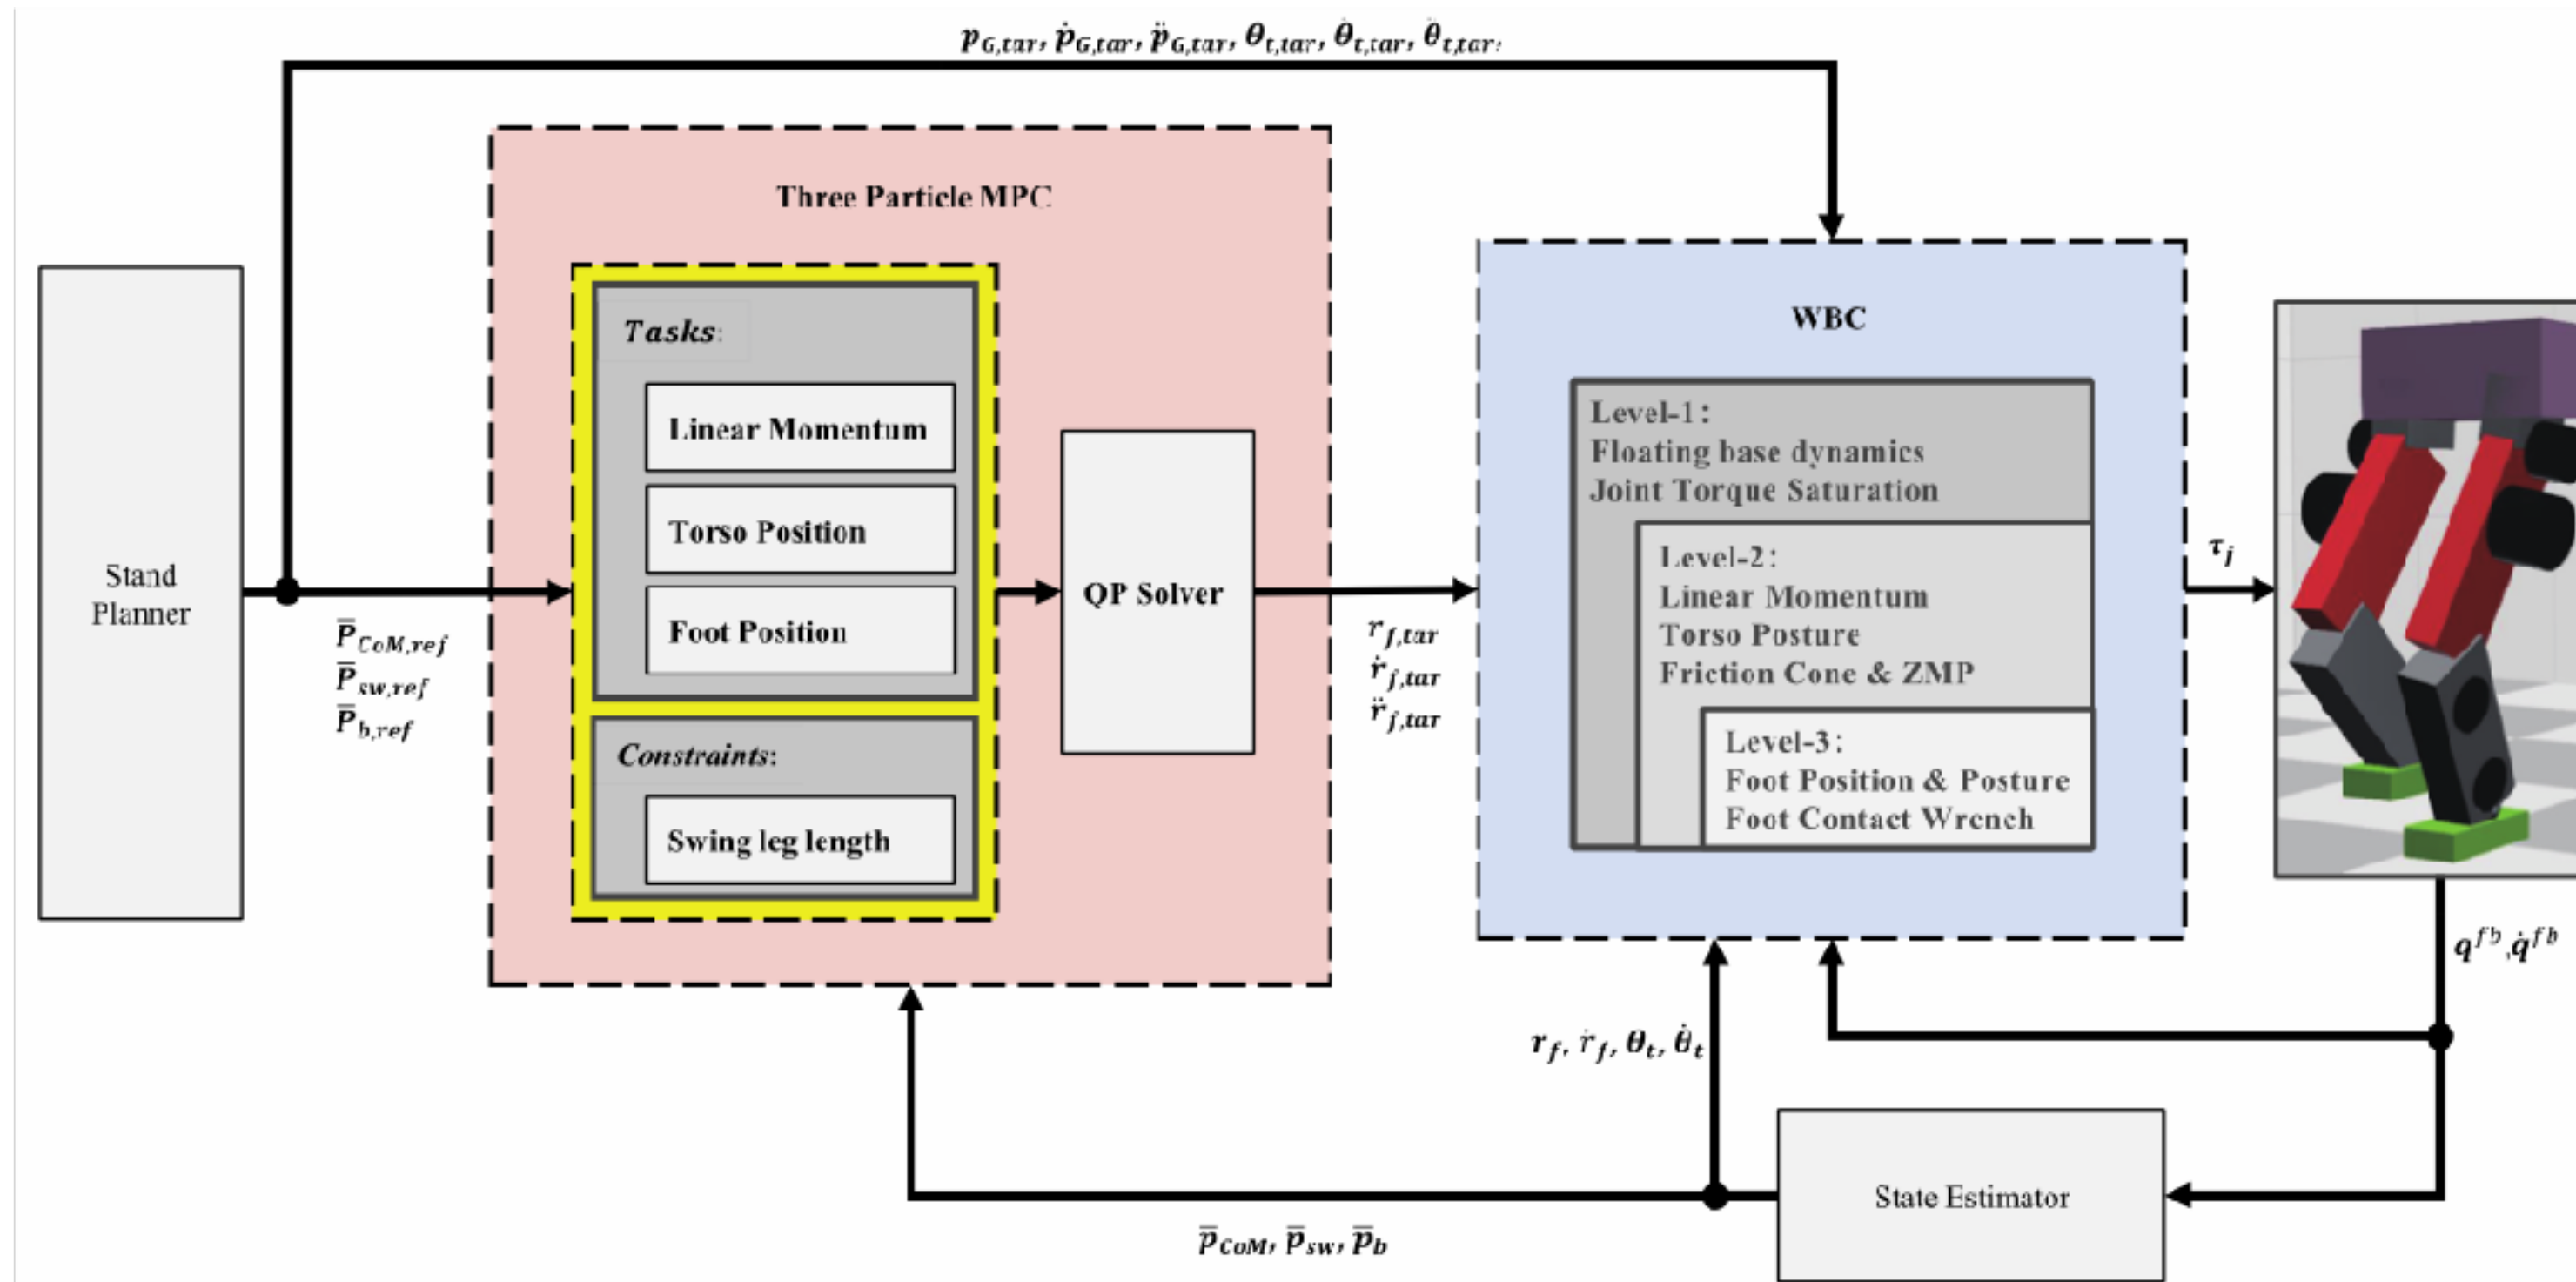 p_G,tar, ṗ_G,tar, p̈_G,tar, θ_t,tar, θ̇_t,tar, θ̈_t,tar,
Three Particle MPC
Stand
Planner
P̅_CoM,ref
P̅_sw,ref
P̅_b,ref
Tasks:
Linear Momentum
Torso Position
Foot Position
Constraints:
Swing leg length
QP Solver
r_f,tar
ṙ_f,tar
r̈_f,tar
WBC
Level-1:
Floating base dynamics
Joint Torque Saturation
Level-2:
Linear Momentum
Torso Posture
Friction Cone & ZMP
Level-3:
Foot Position & Posture
Foot Contact Wrench
τ_j
q^fb, q̇^fb
r_f, ṙ_f, θ_t, θ̇_t
State Estimator
p̅_CoM, p̅_sw, p̅_b